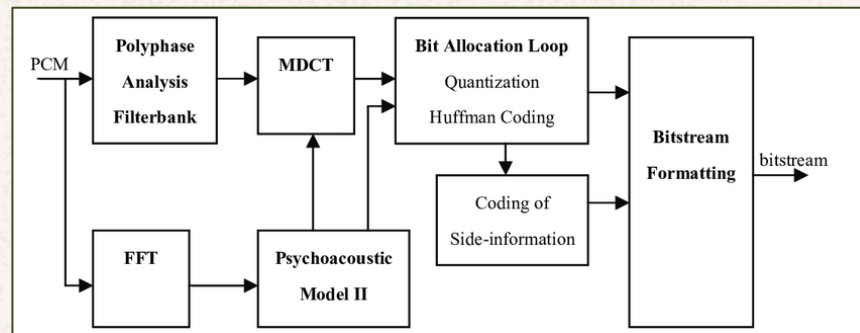 PCM
Polyphase
Analysis
Filterbank
MDCT
Bit Allocation Loop
Quantization
Huffman Coding
Bitstream
Formatting
bitstream
Coding of
Side-information
FFT
Psychoacoustic
Model II